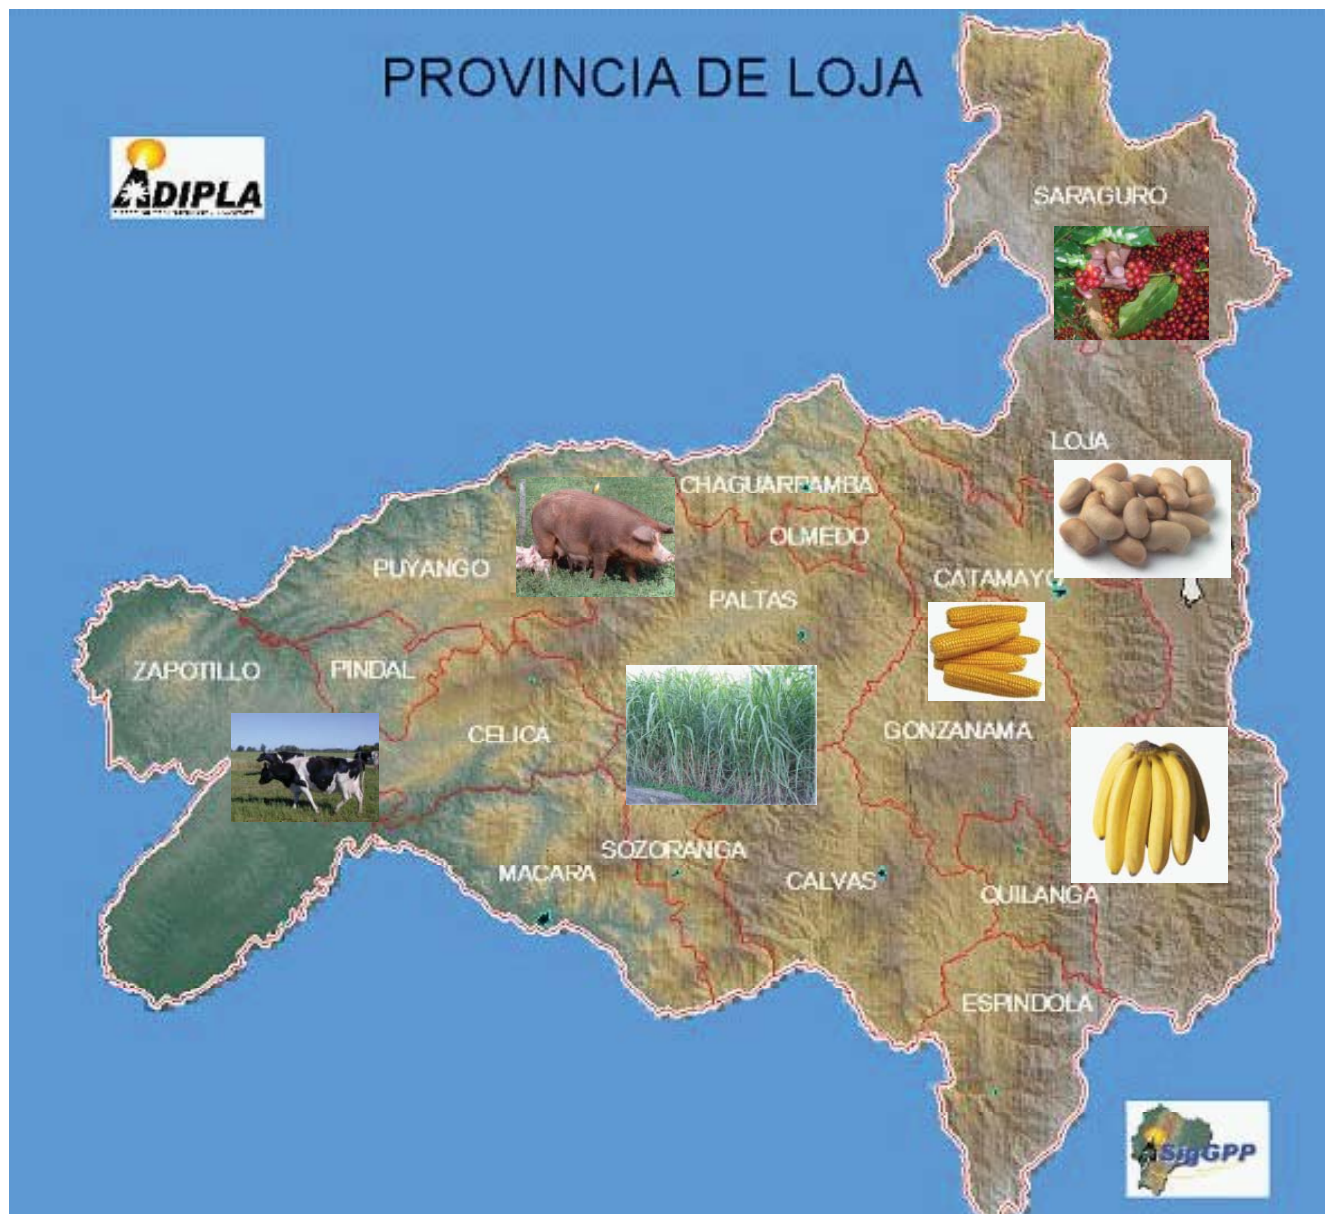 PROVINCIA DE LOJA
ADIPLA
SARAGURO
LOJA
CHAGUARPAMBA
OLMEDO
PUYANGO
CATAMAYO
PALTAS
ZAPOTILLO
PINDAL
CELICA
GONZANAMA
SOZORANGA
MACARA
CALVAS
QUILANGA
ESPINDOLA
SigGPP